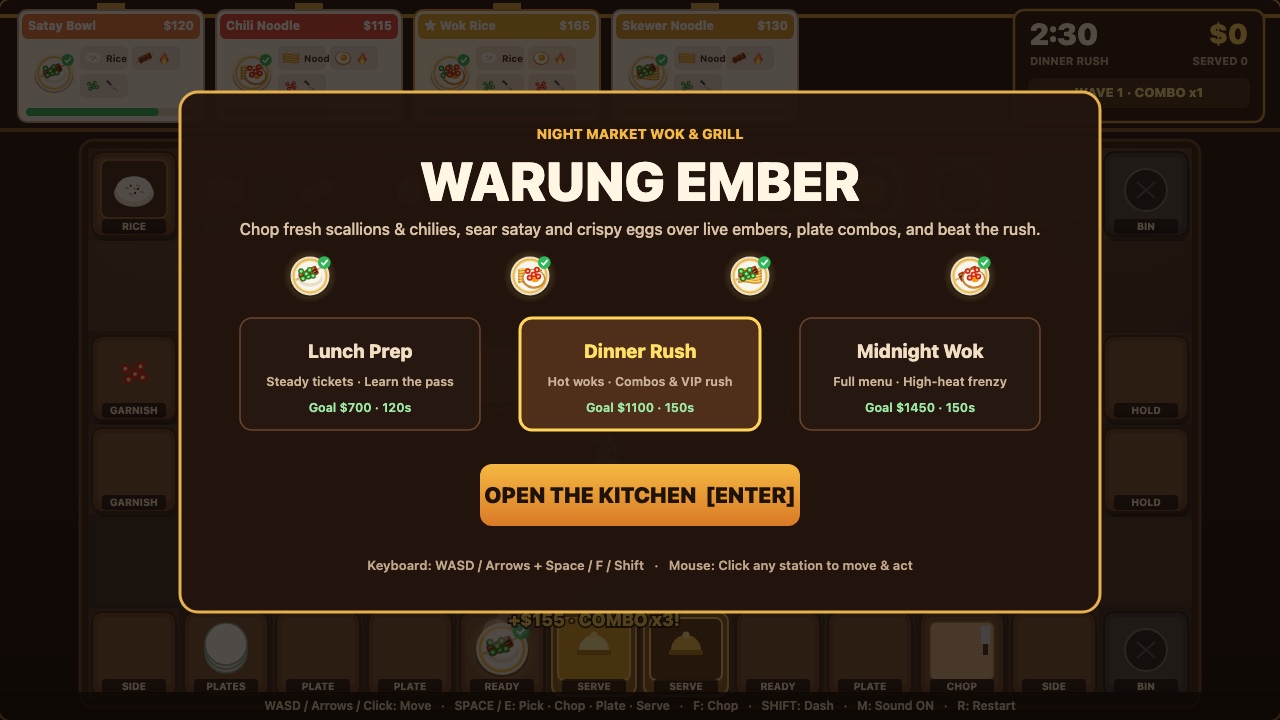 Satay Bowl $120
Chili Noodle $115
★ Wok Rice $165
Skewer Noodle $130
Rice
Nood
Rice
Nood
2:30 $0
DINNER RUSH SERVED 0
WAVE 1 · COMBO x1
NIGHT MARKET WOK & GRILL
WARUNG EMBER
Chop fresh scallions & chilies, sear satay and crispy eggs over live embers, plate combos, and beat the rush.
Lunch Prep
Steady tickets · Learn the pass
Goal $700 · 120s
Dinner Rush
Hot woks · Combos & VIP rush
Goal $1100 · 150s
Midnight Wok
Full menu · High-heat frenzy
Goal $1450 · 150s
OPEN THE KITCHEN [ENTER]
Keyboard: WASD / Arrows + Space / F / Shift · Mouse: Click any station to move & act
RICE
GARNISH
GARNISH
BIN
HOLD
HOLD
+$155 · COMBO x3!
SIDE PLATES PLATE PLATE READY SERVE SERVE READY PLATE CHOP SIDE BIN
WASD / Arrows / Click: Move · SPACE / E: Pick · Chop · Plate · Serve · F: Chop · SHIFT: Dash · M: Sound ON · R: Restart